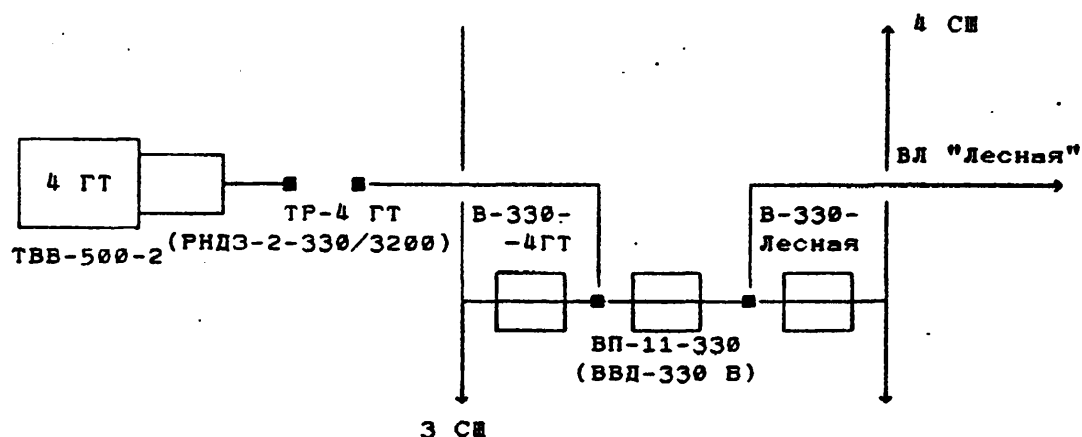 4 СШ
ВЛ "Лесная"
4 ГТ
ТР-4 ГТ
(РНДЗ-2-330/3200)
ТВВ-500-2
В-330-
-4ГТ
В-330-
Лесная
ВП-11-330
(ВВД-330 В)
3 СШ